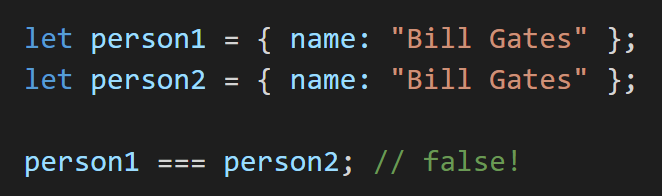 let person1 = { name: "Bill Gates" };
let person2 = { name: "Bill Gates" };
person1 === person2; // false!